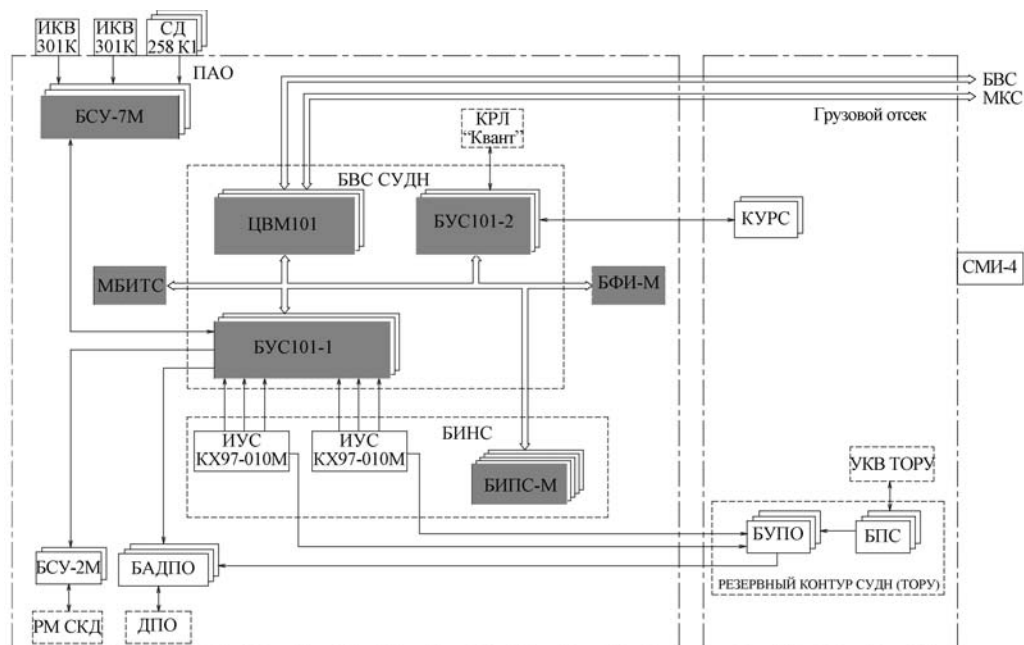 ИКВ
301К
ИКВ
301К
СД
258 К1
ПАО
БСУ-7М
БВС
МКС
КРЛ
“Квант”
Грузовой отсек
БВС СУДН
ЦВМ101
БУС101-2
КУРС
СМИ-4
МБИТС
БФИ-М
БУС101-1
БИНС
ИУС
КХ97-010М
ИУС
КХ97-010М
БИПС-М
УКВ ТОРУ
БУПО
БПС
БСУ-2М
БАДПО
РЕЗЕРВНЫЙ КОНТУР СУДН (ТОРУ)
РМ СКД
ДПО